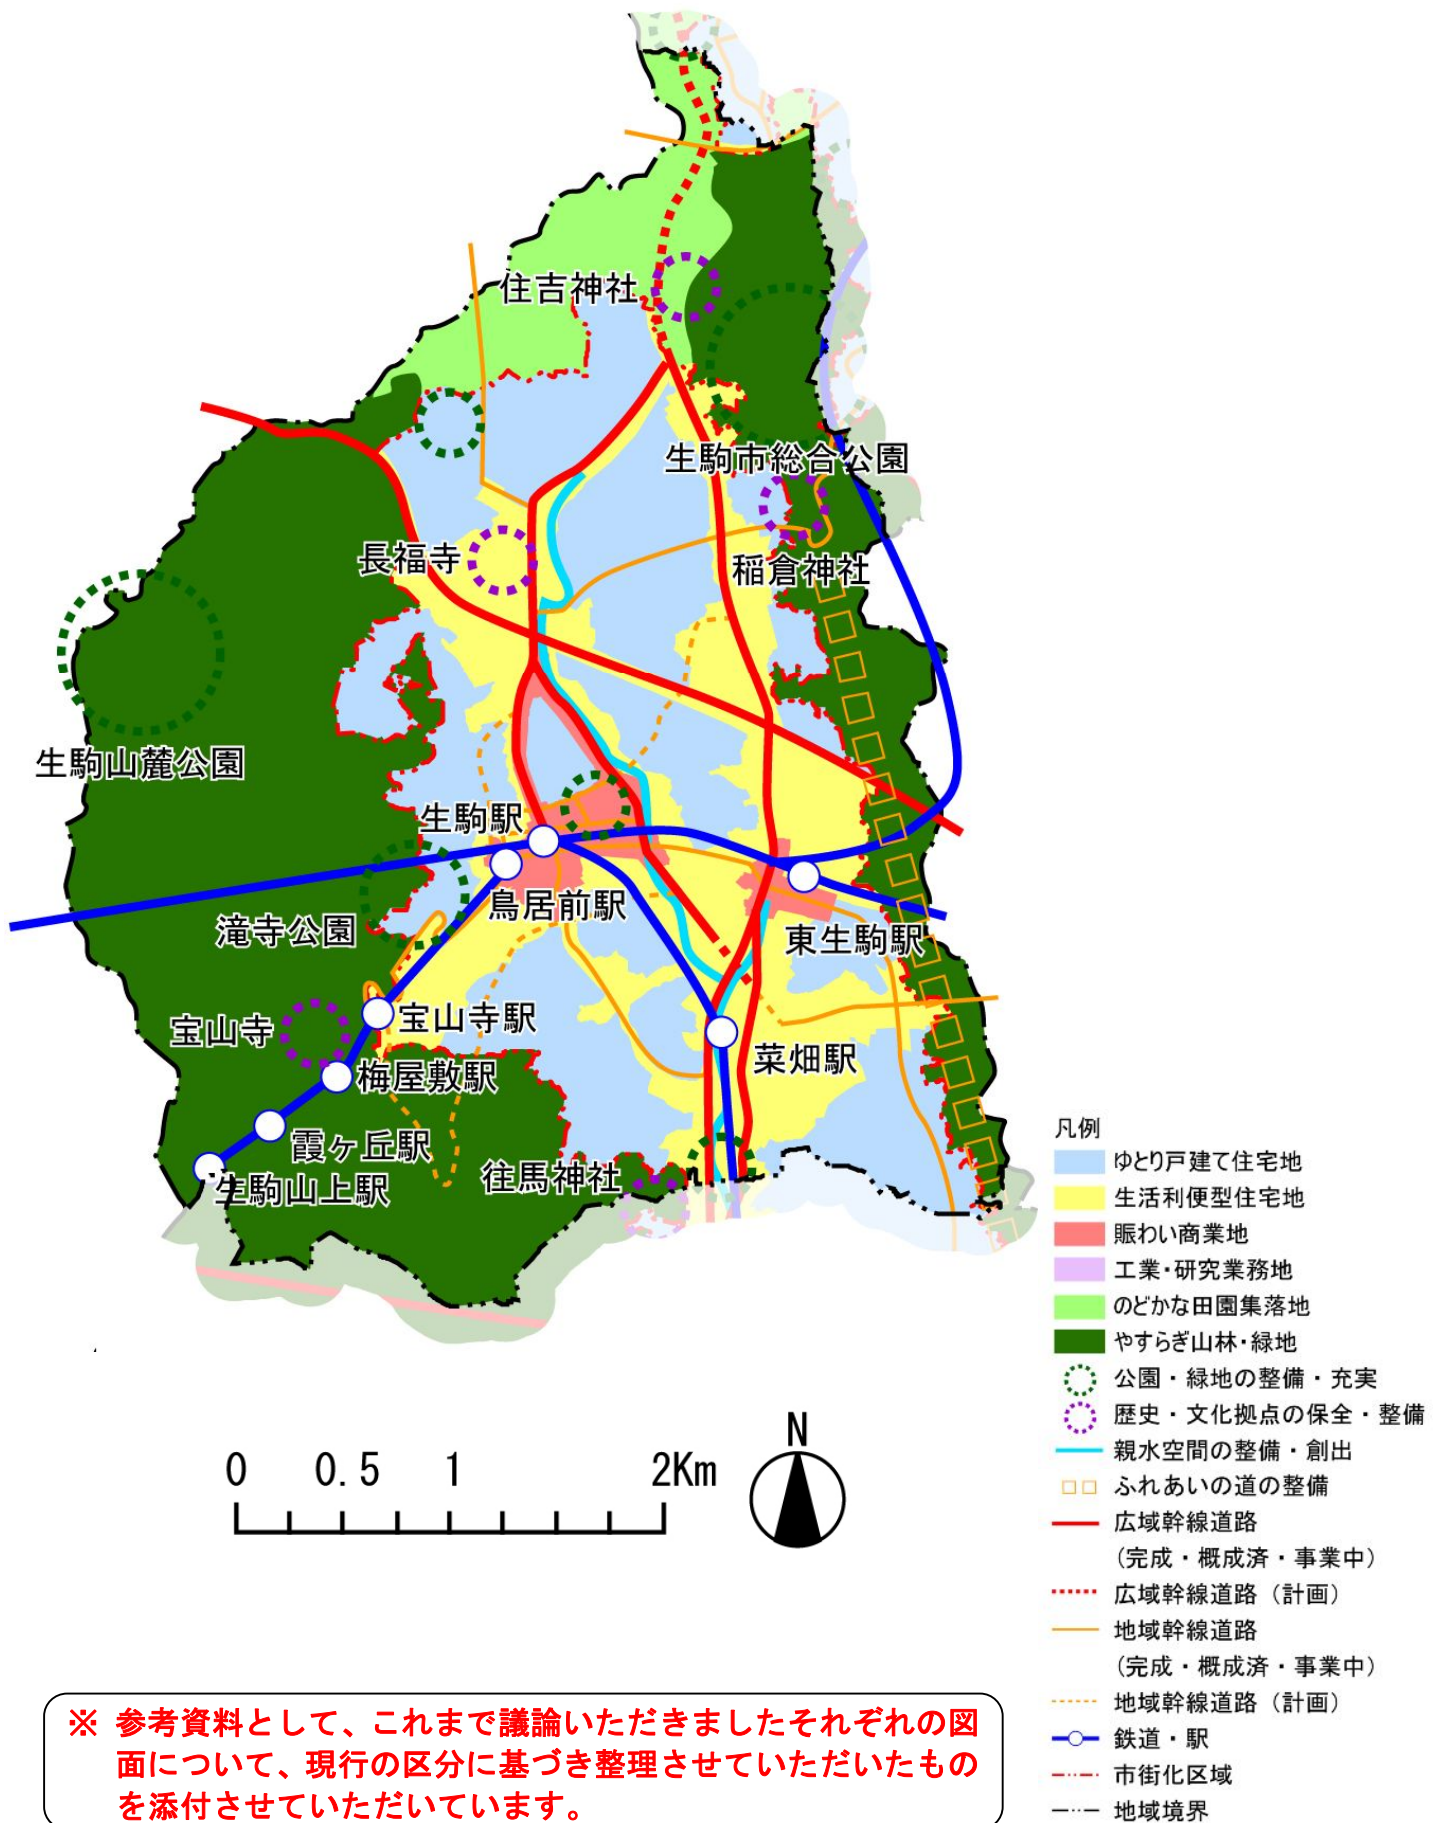 住吉神社
生駒市総合公園
長福寺
稲倉神社
生駒山麓公園
生駒駅
鳥居前駅
滝寺公園
東生駒駅
宝山寺
宝山寺駅
菜畑駅
梅屋敷駅
霞ヶ丘駅
生駒山上駅
往馬神社
凡例
ゆとり戸建て住宅地
生活利便型住宅地
賑わい商業地
工業・研究業務地
のどかな田園集落地
やすらぎ山林・緑地
公園・緑地の整備・充実
歴史・文化拠点の保全・整備
親水空間の整備・創出
ふれあいの道の整備
広域幹線道路
(完成・概成済・事業中)
広域幹線道路(計画)
地域幹線道路
(完成・概成済・事業中)
地域幹線道路(計画)
鉄道・駅
市街化区域
地域境界
0 0.5 1 2Km
N
※ 参考資料として、これまで議論いただきましたそれぞれの図
面について、現行の区分に基づき整理させていただいたもの
を添付させていただいています。